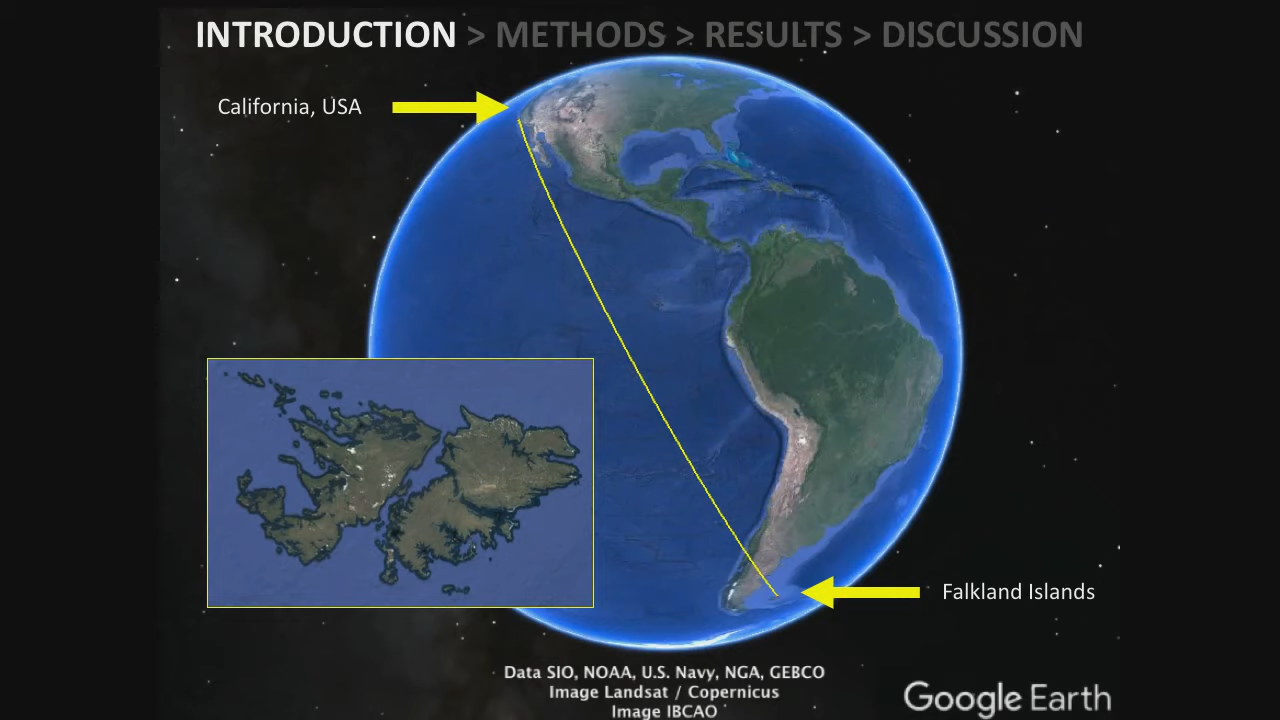 INTRODUCTION > METHODS > RESULTS > DISCUSSION
California, USA
Falkland Islands
Data SIO, NOAA, U.S. Navy, NGA, GEBCO
Image Landsat / Copernicus
Image IBCAO
Google Earth